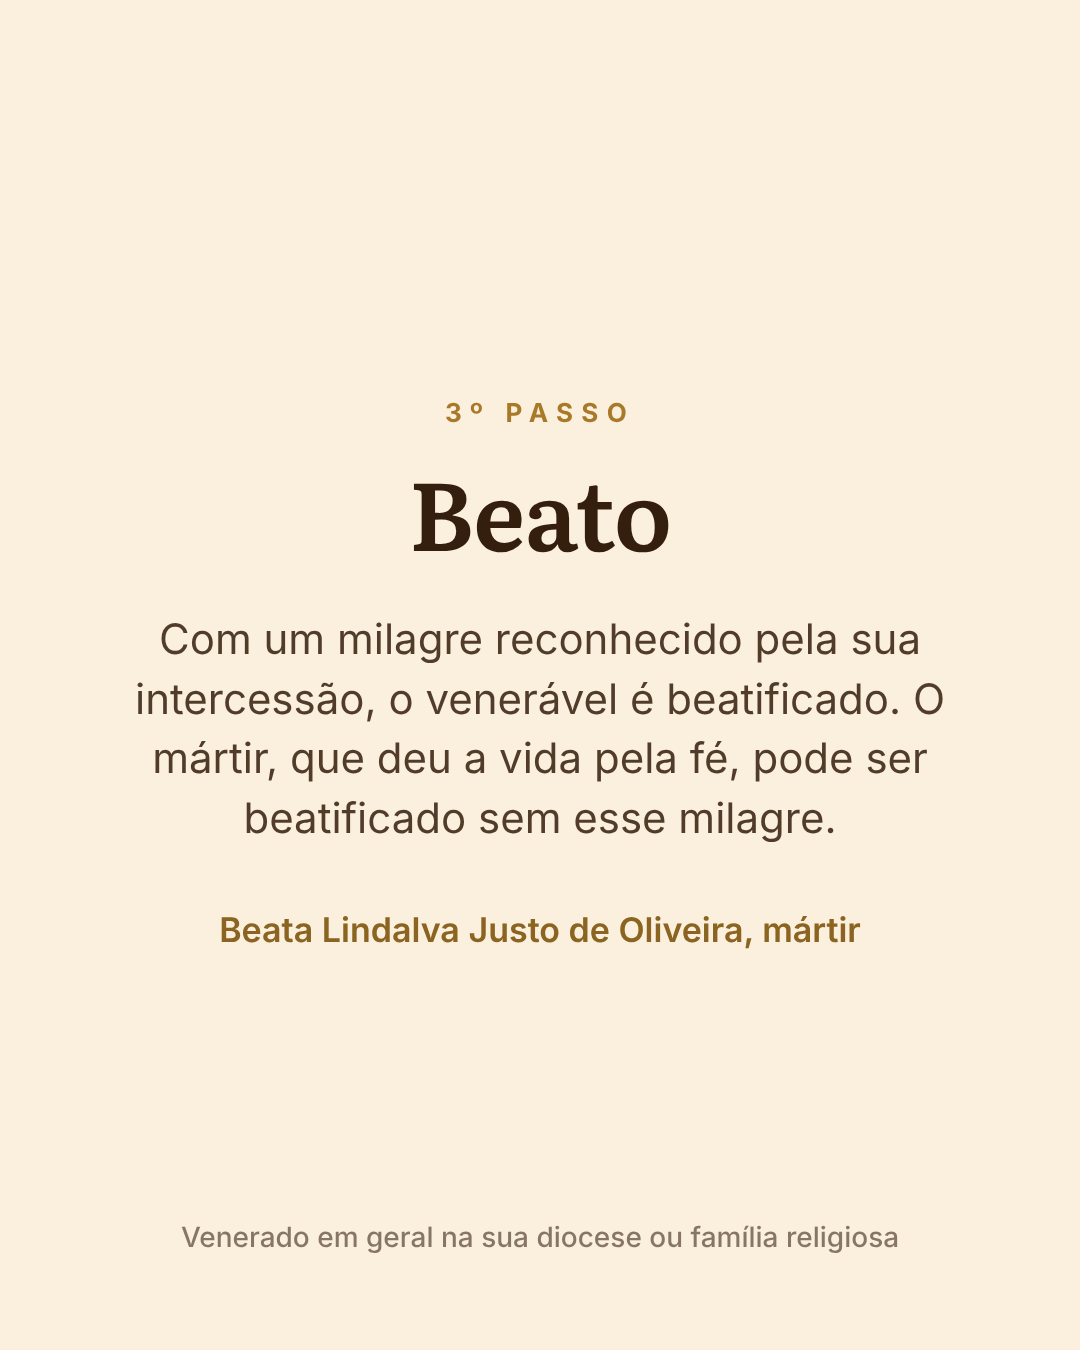 3º PASSO
Beato
Com um milagre reconhecido pela sua
intercessão, o venerável é beatificado. O
mártir, que deu a vida pela fé, pode ser
beatificado sem esse milagre.
Beata Lindalva Justo de Oliveira, mártir
Venerado em geral na sua diocese ou família religiosa